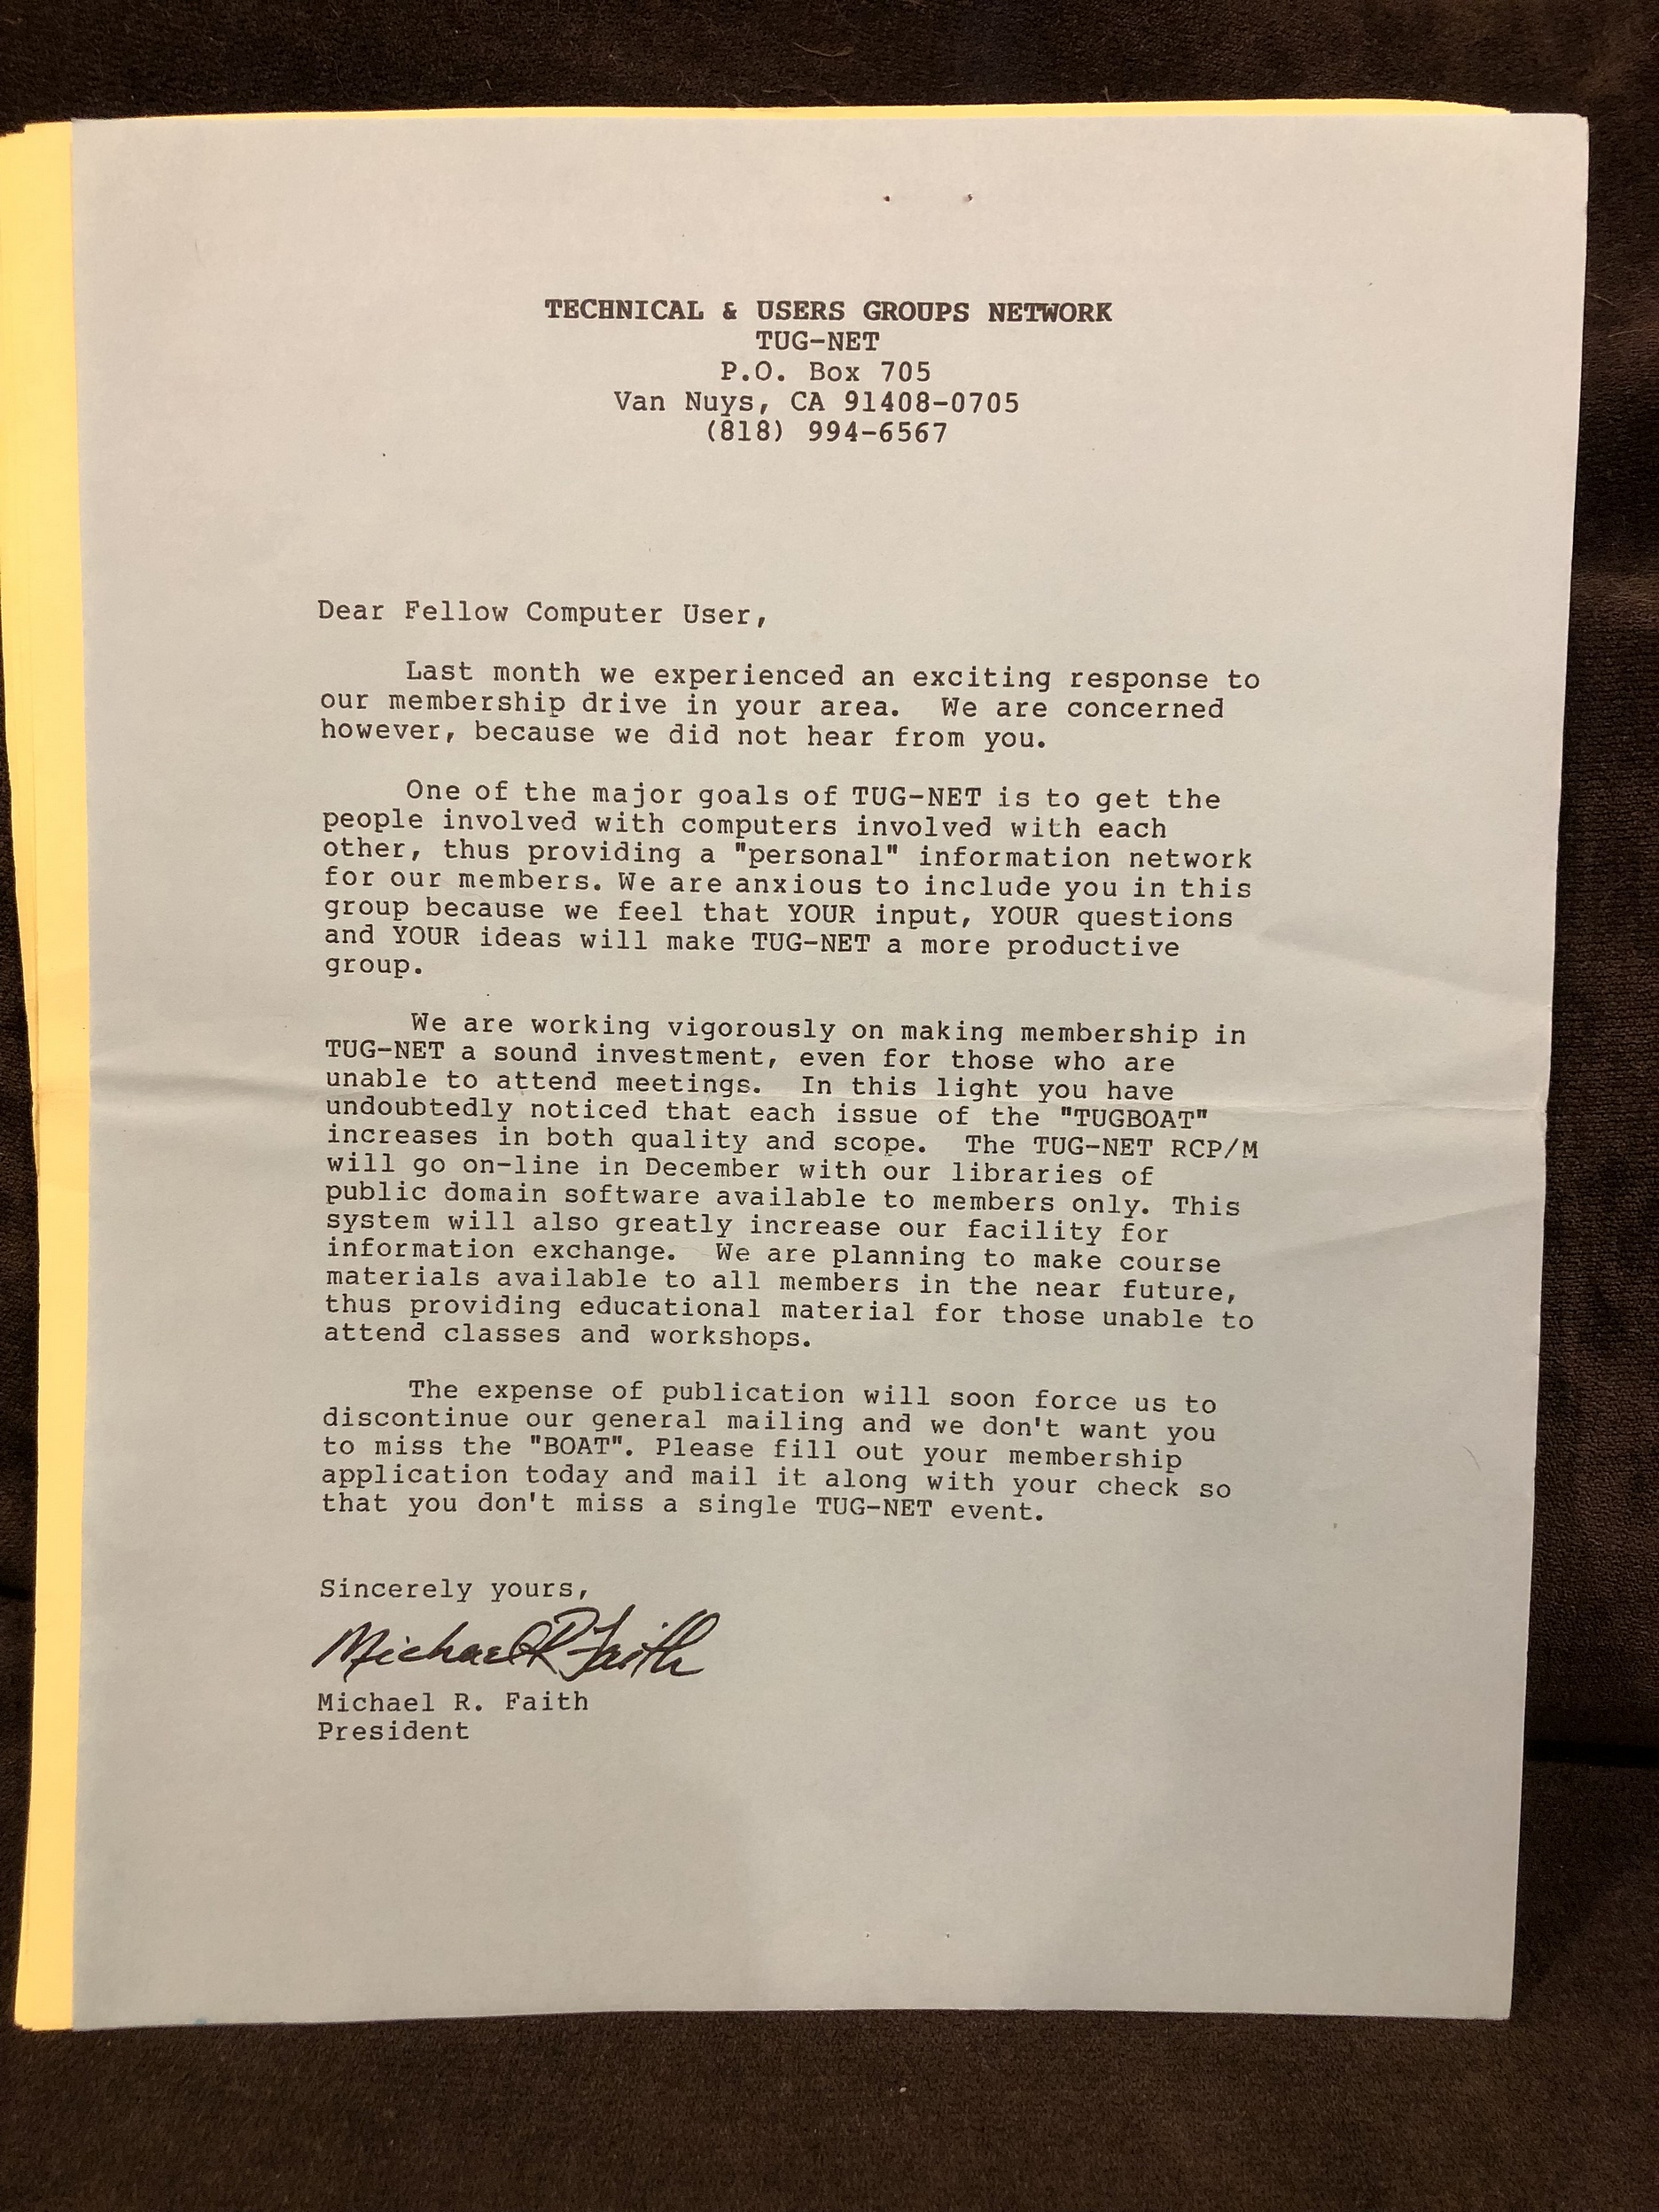 TECHNICAL & USERS GROUPS NETWORK
TUG-NET
P.O. Box 705
Van Nuys, CA 91408-0705
(818) 994-6567
Dear Fellow Computer User,
Last month we experienced an exciting response to
our membership drive in your area.  We are concerned
however, because we did not hear from you.
One of the major goals of TUG-NET is to get the
people involved with computers involved with each
other, thus providing a "personal" information network
for our members. We are anxious to include you in this
group because we feel that YOUR input, YOUR questions
and YOUR ideas will make TUG-NET a more productive
group.
We are working vigorously on making membership in
TUG-NET a sound investment, even for those who are
unable to attend meetings.  In this light you have
undoubtedly noticed that each issue of the "TUGBOAT"
increases in both quality and scope.  The TUG-NET RCP/M
will go on-line in December with our libraries of
public domain software available to members only. This
system will also greatly increase our facility for
information exchange.  We are planning to make course
materials available to all members in the near future,
thus providing educational material for those unable to
attend classes and workshops.
The expense of publication will soon force us to
discontinue our general mailing and we don't want you
to miss the "BOAT". Please fill out your membership
application today and mail it along with your check so
that you don't miss a single TUG-NET event.
Sincerely yours,
Michael R Faith
Michael R. Faith
President